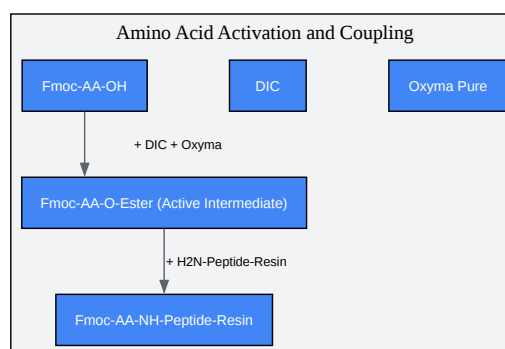 Amino Acid Activation and Coupling
Fmoc-AA-OH
DIC
Oxyma Pure
+ DIC + Oxyma
Fmoc-AA-O-Ester (Active Intermediate)
+ H2N-Peptide-Resin
Fmoc-AA-NH-Peptide-Resin